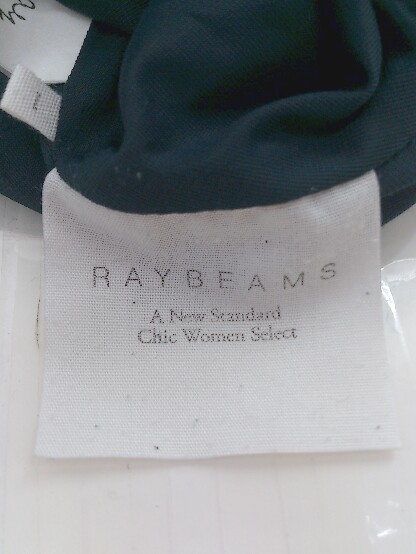 RAYBEAMS
A New Standard
Chic Women Select